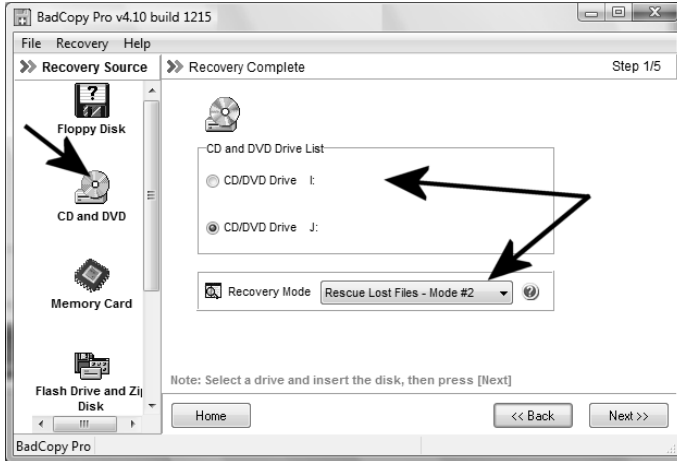 BadCopy Pro v4.10 build 1215
File Recovery Help
Recovery Source
Recovery Complete
Step 1/5
?
Floppy Disk
CD and DVD
Memory Card
Flash Drive and Zip
Disk
CD and DVD Drive List
CD/DVD Drive I:
CD/DVD Drive J:
Recovery Mode Rescue Lost Files - Mode #2 ?
Note: Select a drive and insert the disk, then press [Next]
Home << Back Next >>
BadCopy Pro